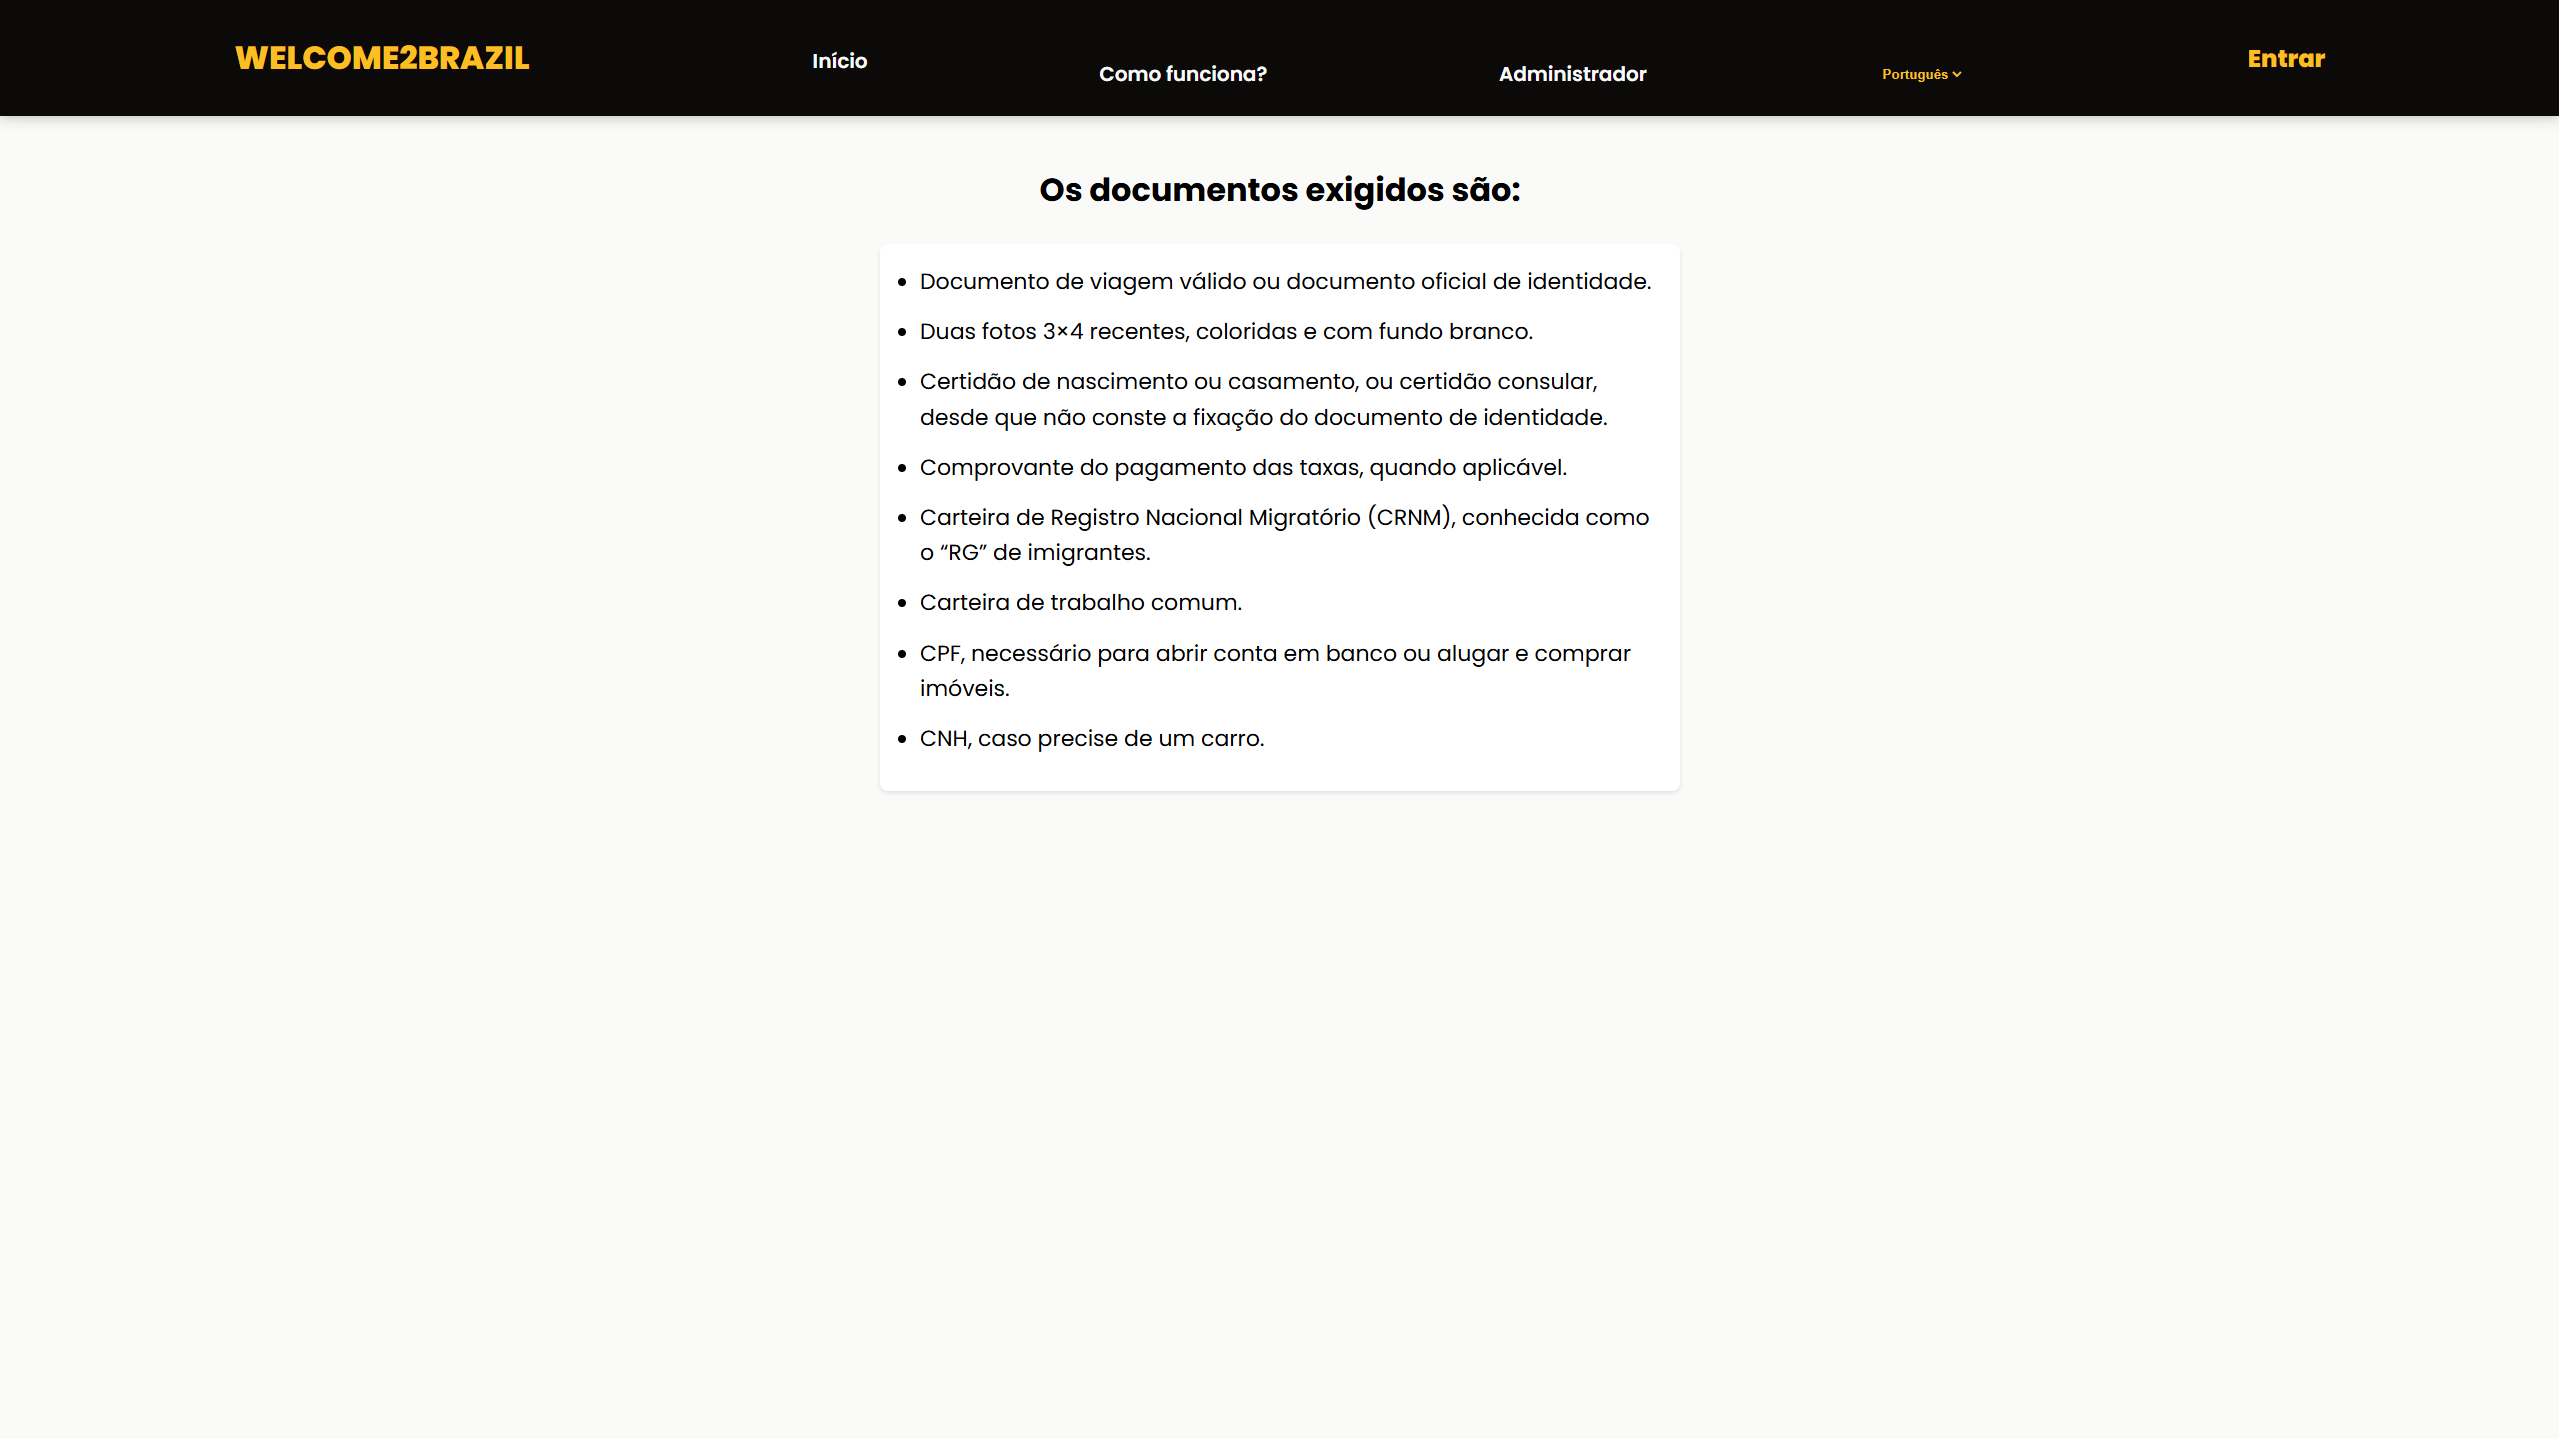 WELCOME2BRAZIL
Início
Como funciona?
Administrador
Português
Entrar
Os documentos exigidos são:
• Documento de viagem válido ou documento oficial de identidade.
• Duas fotos 3×4 recentes, coloridas e com fundo branco.
• Certidão de nascimento ou casamento, ou certidão consular,
desde que não conste a fixação do documento de identidade.
• Comprovante do pagamento das taxas, quando aplicável.
• Carteira de Registro Nacional Migratório (CRNM), conhecida como
o “RG” de imigrantes.
• Carteira de trabalho comum.
• CPF, necessário para abrir conta em banco ou alugar e comprar
imóveis.
• CNH, caso precise de um carro.